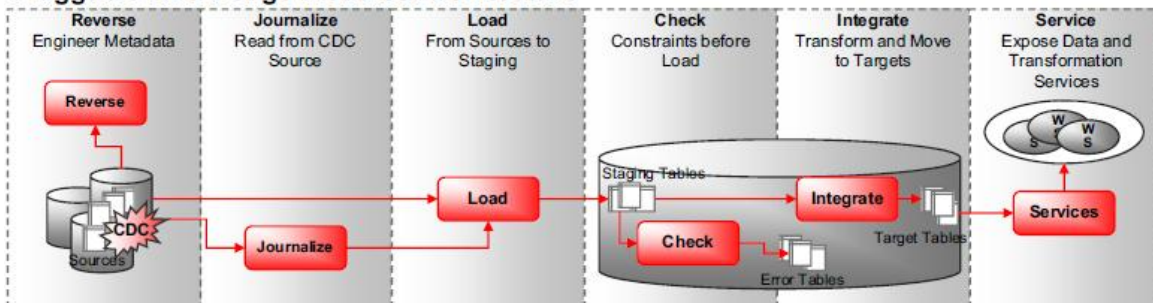 Reverse
Engineer Metadata
Journalize
Read from CDC
Source
Load
From Sources to
Staging
Check
Constraints before
Load
Integrate
Transform and Move
to Targets
Service
Expose Data and
Transformation
Services
Reverse
CDC
Sources
Journalize
Load
Staging Tables
Check
Error Tables
Integrate
Target Tables
W
S
W
S
S
Services